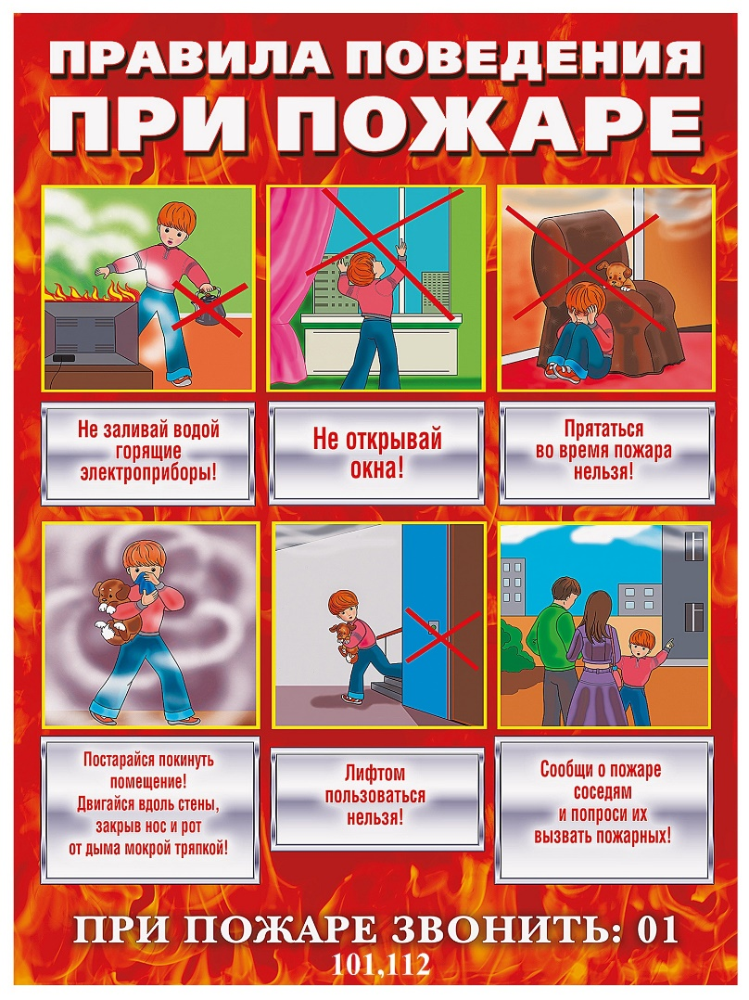 ПРАВИЛА ПОВЕДЕНИЯ
ПРИ ПОЖАРЕ
Не заливай водой
горящие
электроприборы!
Не открывай
окна!
Прятаться
во время пожара
нельзя!
Постарайся покинуть
помещение!
Двигайся вдоль стены,
закрыв нос и рот
от дыма мокрой тряпкой!
Лифтом
пользоваться
нельзя!
Сообщи о пожаре
соседям
и попроси их
вызвать пожарных!
ПРИ ПОЖАРЕ ЗВОНИТЬ: 01
101,112